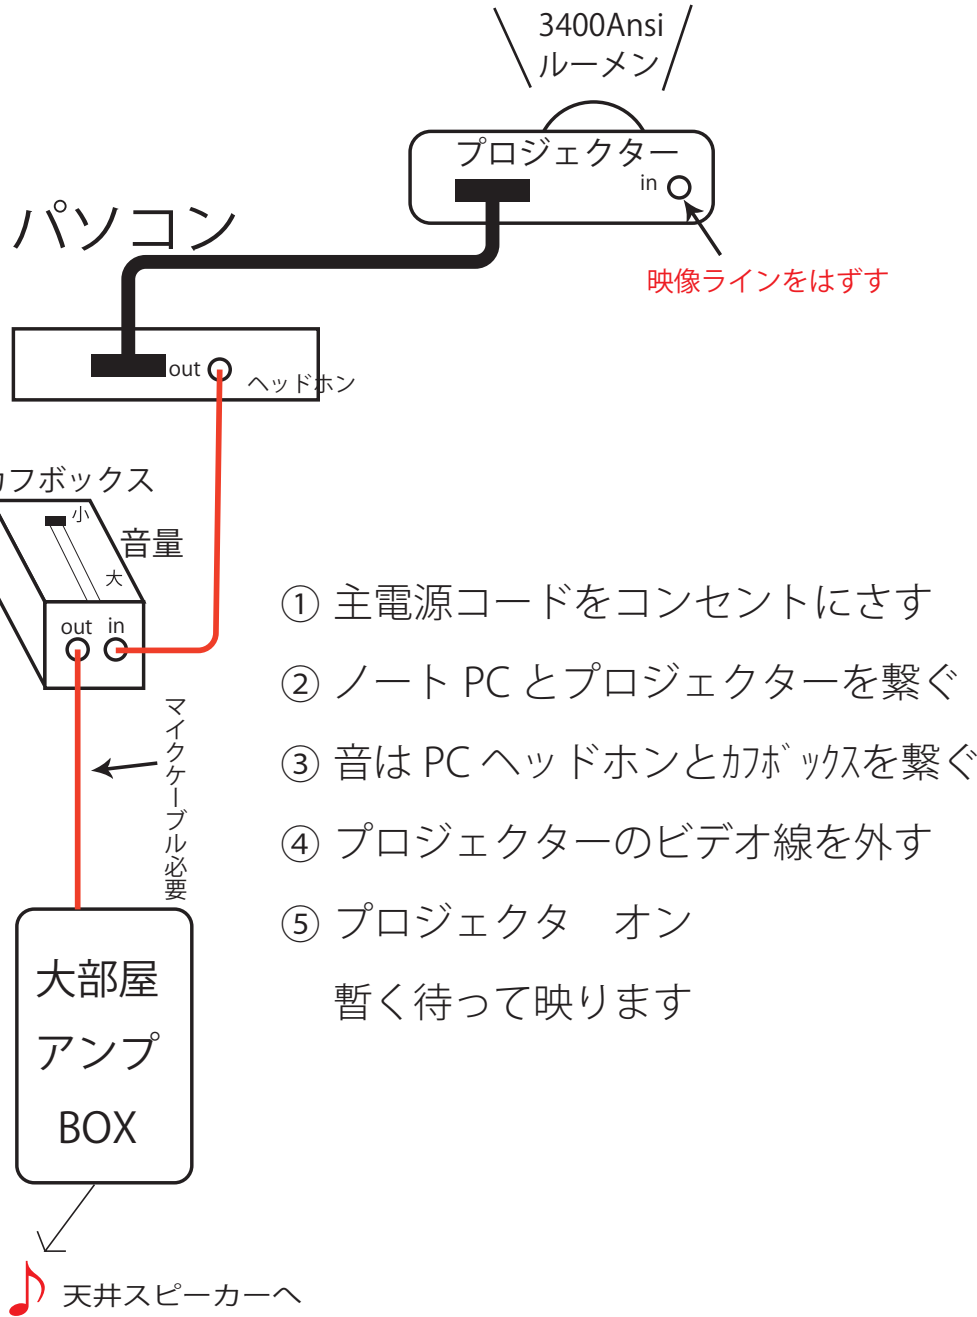 3400Ansi
ルーメン
プロジェクター
in
映像ラインをはずす
パソコン
out
ヘッドホン
カフボックス
小
音量
大
out in
マイクケーブル必要
① 主電源コードをコンセントにさす
② ノート PC とプロジェクターを繋ぐ
③ 音は PC ヘッドホンとｶﾌﾎﾞｯｸｽを繋ぐ
④ プロジェクターのビデオ線を外す
⑤ プロジェクタ　オン
暫く待って映ります
大部屋
アンプ
BOX
天井スピーカーへ